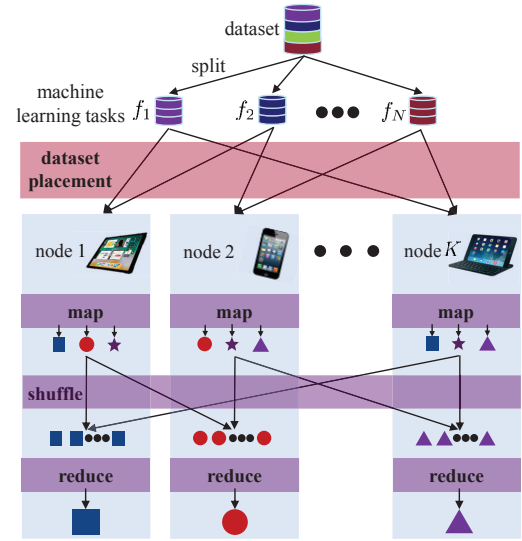 dataset
split
machine
learning tasks
f₁
f₂
f_N
dataset
placement
node 1
node 2
node K
map
map
map
shuffle
reduce
reduce
reduce